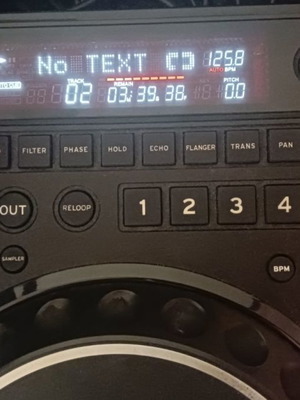 No TEXT 125.8
AUTO BPM
TRACK REMAIN PITCH
02 03:39.38 0.0
FILTER PHASE HOLD ECHO FLANGER TRANS PAN
OUT RELOOP 1 2 3 4
SAMPLER BPM